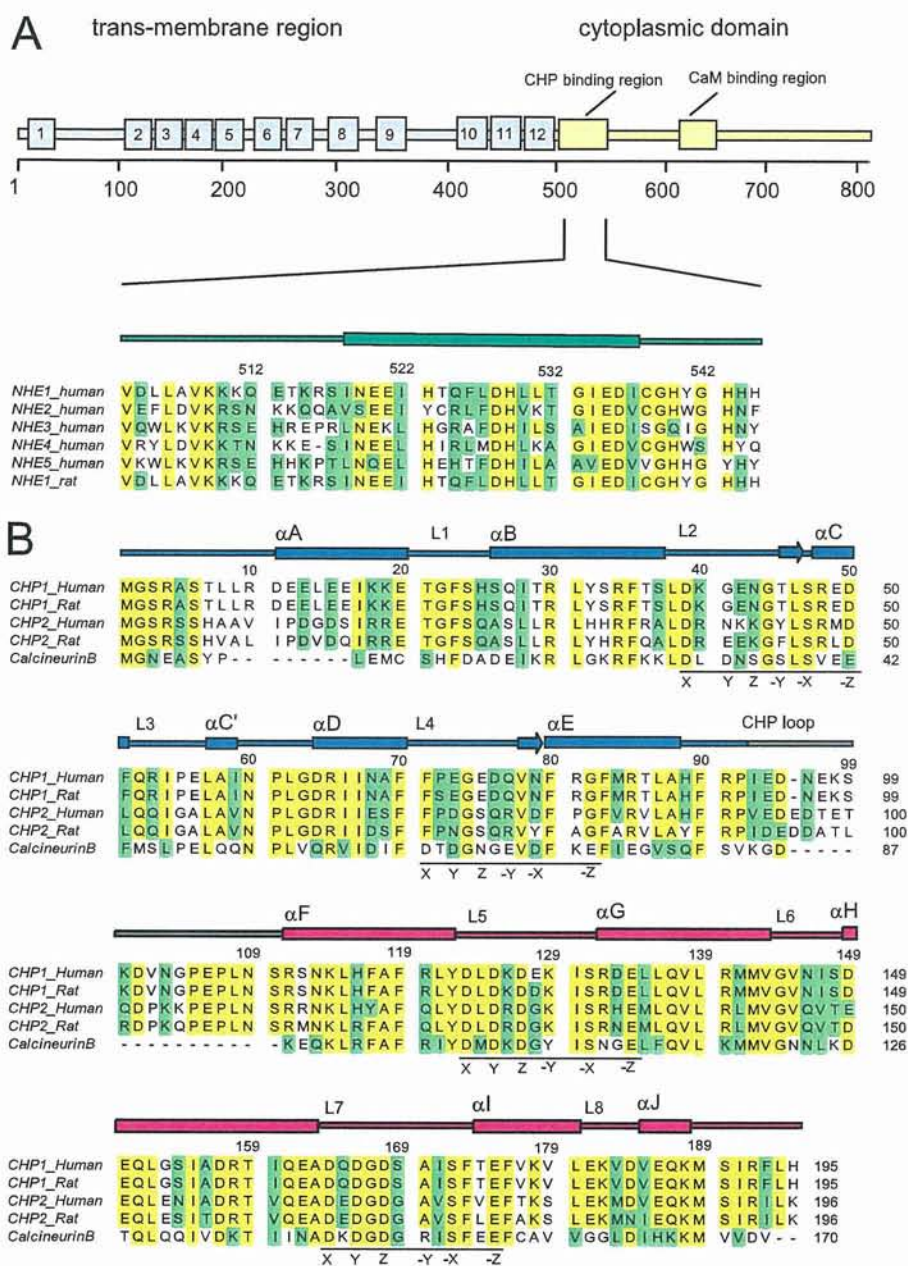 A
trans-membrane region
cytoplasmic domain
CHP binding region
CaM binding region
1 2 3 4 5 6 7 8 9 10 11 12
1 100 200 300 400 500 600 700 800
512 522 532 542
NHE1_human VDLLAVKKKQ ETKRSINEEI HTQFLDHLLT GIEDICGHYG HHH
NHE2_human VEFLDVKRSN KKQQAVSEEI YCRLFDHVKT GIEDVCGHWG HNF
NHE3_human VQWLKVKRSE HREPRLNEKL HGRAFDHILS AIEDISGQIG HNY
NHE4_human VRYLDVKKTN KKE-SINEEI HIRLMDHLKA GIEDVCGHWS HYQ
NHE5_human VKWLKVKRSE HHKPTLNQEL HEHTFDHILA AVEDVVGHHG YHY
NHE1_rat VDLLAVKKKQ ETKRSINEEI HTQFLDHLLT GIEDICGHYG HHH
B
αA L1 αB L2 αC
10 20 30 40 50
CHP1_Human MGSRASTLLR DEELEEIKKE TGFSHSQITR LYSRFTSLDK GENGTLSRED 50
CHP1_Rat MGSRASTLLR DEELEEIKKE TGFSHSQITR LYSRFTSLDK GENGTLSRED 50
CHP2_Human MGSRSSHAAV IPDGDSIRRE TGFSQASLLR LHHRFRALDR NKKGYLSRMD 50
CHP2_Rat MGSRSSHVAL IPDVDQIRRE TGFSQASLLR LYHRFQALDR EEKGFLSRLD 50
CalcineurinB MGNEASYP-- ------LEMC SHFDADEIKR LGKRFKKLDL DNSGSLSVEE 42
X Y Z -Y -X -Z
L3 αC' αD L4 αE CHP loop
60 70 80 90 99
CHP1_Human FQRIPELAIN PLGDRIINAF FPEGEDQVNF RGFMRTLAHF RPIED-NEKS 99
CHP1_Rat FQRIPELAIN PLGDRIINAF FSEGEDQVNF RGFMRTLAHF RPIED-NEKS 99
CHP2_Human LQQIGALAVN PLGDRIIESF FPDGSQRVDF PGFVRVLAHF RPVEDEDTET 100
CHP2_Rat LQQIGALAVN PLGDRIIDSF FPNGSQRVYF AGFARVLAYF RPIDEDDATL 100
CalcineurinB FMSLPELQQN PLVQRVIDIF DTDGNGEVDF KEFIEGVSQF SVKGD----- 87
X Y Z -Y -X -Z
αF L5 αG L6 αH
109 119 129 139 149
CHP1_Human KDVNGPEPLN SRSNKLHFAF RLYDLDKDEK ISRDELLQVL RMMVGVNISD 149
CHP1_Rat KDVNGPEPLN SRSNKLHFAF RLYDLDKDDK ISRDELLQVL RMMVGVNISD 149
CHP2_Human QDPKKPEPLN SRRNKLHYAF QLYDLDRDGK ISRHEMLQVL RLMVGVQVTE 150
CHP2_Rat RDPKQPEPLN SRMNKLRFAF QLYDLDRDGK ISRNEMLQVL RLMVGVQVTD 150
CalcineurinB ---------- -KEQKLRFAF RIYDMDKDGY ISNGELFQVL KMMVGNNLKD 126
X Y Z -Y -X -Z
L7 αI L8 αJ
159 169 179 189
CHP1_Human EQLGSIADRT IQEADQDGDS AISFTEFVKV LEKVDVEQKM SIRFLH 195
CHP1_Rat EQLGSIADRT IQEADQDGDS AISFTEFVKV LEKVDVEQKM SIRFLH 195
CHP2_Human EQLENIADRT VQEADEDGDG AVSFVEFTKS LEKMDVEQKM SIRILK 196
CHP2_Rat EQLESITDRT VQEADEDGDG AVSFLEFAKS LEKMNIEQKM SIRILK 196
CalcineurinB TQLQQIVDKT IINADKDGDG RISFEEFCAV VGGLDIHKKM VVDV-- 170
X Y Z -Y -X -Z